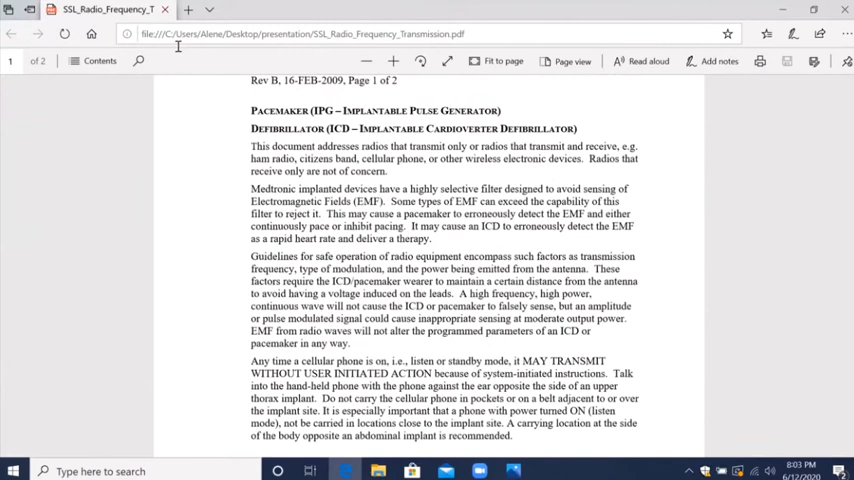 SSL_Radio_Frequency_T
file:///C:/Users/Alene/Desktop/presentation/SSL_Radio_Frequency_Transmission.pdf
1 of 2 Contents Fit to page Page view Read aloud Add notes
Rev B, 16-FEB-2009, Page 1 of 2
PACEMAKER (IPG – IMPLANTABLE PULSE GENERATOR)
DEFIBRILLATOR (ICD – IMPLANTABLE CARDIOVERTER DEFIBRILLATOR)
This document addresses radios that transmit only or radios that transmit and receive, e.g.
ham radio, citizens band, cellular phone, or other wireless electronic devices. Radios that
receive only are not of concern.
Medtronic implanted devices have a highly selective filter designed to avoid sensing of
Electromagnetic Fields (EMF). Some types of EMF can exceed the capability of this
filter to reject it. This may cause a pacemaker to erroneously detect the EMF and either
continuously pace or inhibit pacing. It may cause an ICD to erroneously detect the EMF
as a rapid heart rate and deliver a therapy.
Guidelines for safe operation of radio equipment encompass such factors as transmission
frequency, type of modulation, and the power being emitted from the antenna. These
factors require the ICD/pacemaker wearer to maintain a certain distance from the antenna
to avoid having a voltage induced on the leads. A high frequency, high power,
continuous wave will not cause the ICD or pacemaker to falsely sense, but an amplitude
or pulse modulated signal could cause inappropriate sensing at moderate output power.
EMF from radio waves will not alter the programmed parameters of an ICD or
pacemaker in any way.
Any time a cellular phone is on, i.e., listen or standby mode, it MAY TRANSMIT
WITHOUT USER INITIATED ACTION because of system-initiated instructions. Talk
into the hand-held phone with the phone against the ear opposite the side of an upper
thorax implant. Do not carry the cellular phone in pockets or on a belt adjacent to or over
the implant site. It is especially important that a phone with power turned ON (listen
mode), not be carried in locations close to the implant site. A carrying location at the side
of the body opposite an abdominal implant is recommended.
Type here to search
8:03 PM
6/12/2020
2